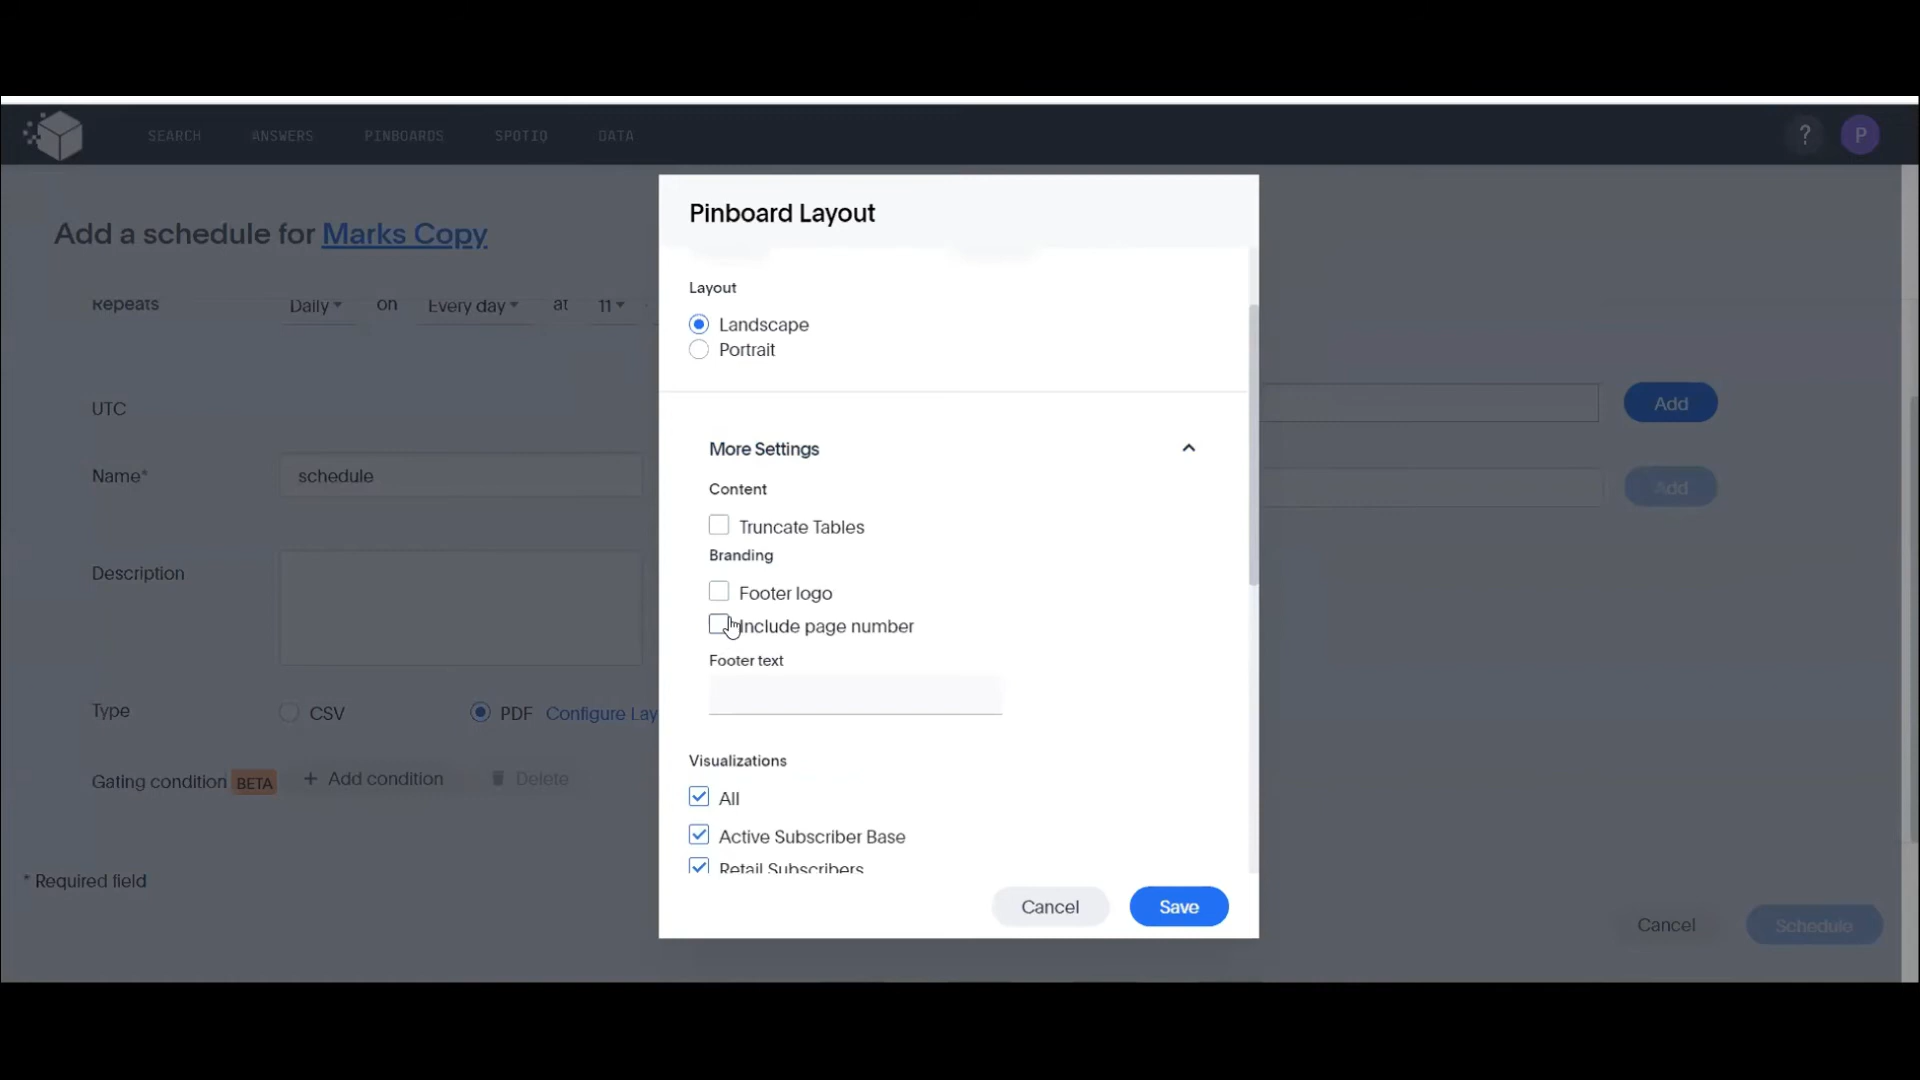 SEARCH ANSWERS PINBOARDS SPOTIQ DATA ? P
Add a schedule for Marks Copy
Repeats Daily on Every day at 11
UTC
Add
Name* schedule
Add
Description
Type CSV PDF Configure Lay
Gating condition BETA + Add condition Delete
* Required field
Cancel Schedule
Pinboard Layout
Layout
Landscape
Portrait
More Settings
Content
Truncate Tables
Branding
Footer logo
Include page number
Footer text
Visualizations
All
Active Subscriber Base
Retail Subscribers
Cancel Save